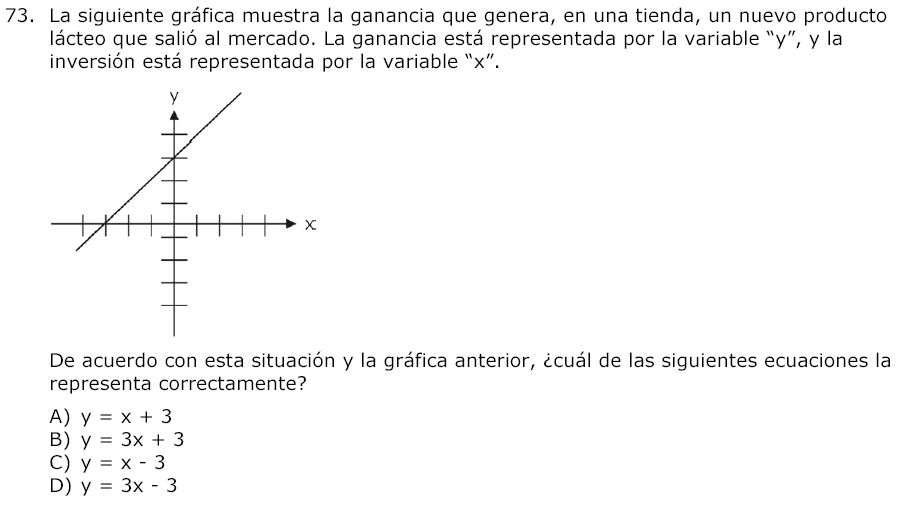 73. La siguiente gráfica muestra la ganancia que genera, en una tienda, un nuevo producto
lácteo que salió al mercado. La ganancia está representada por la variable “y”, y la
inversión está representada por la variable “x”.
y
x
De acuerdo con esta situación y la gráfica anterior, ¿cuál de las siguientes ecuaciones la
representa correctamente?
A) y = x + 3
B) y = 3x + 3
C) y = x - 3
D) y = 3x - 3